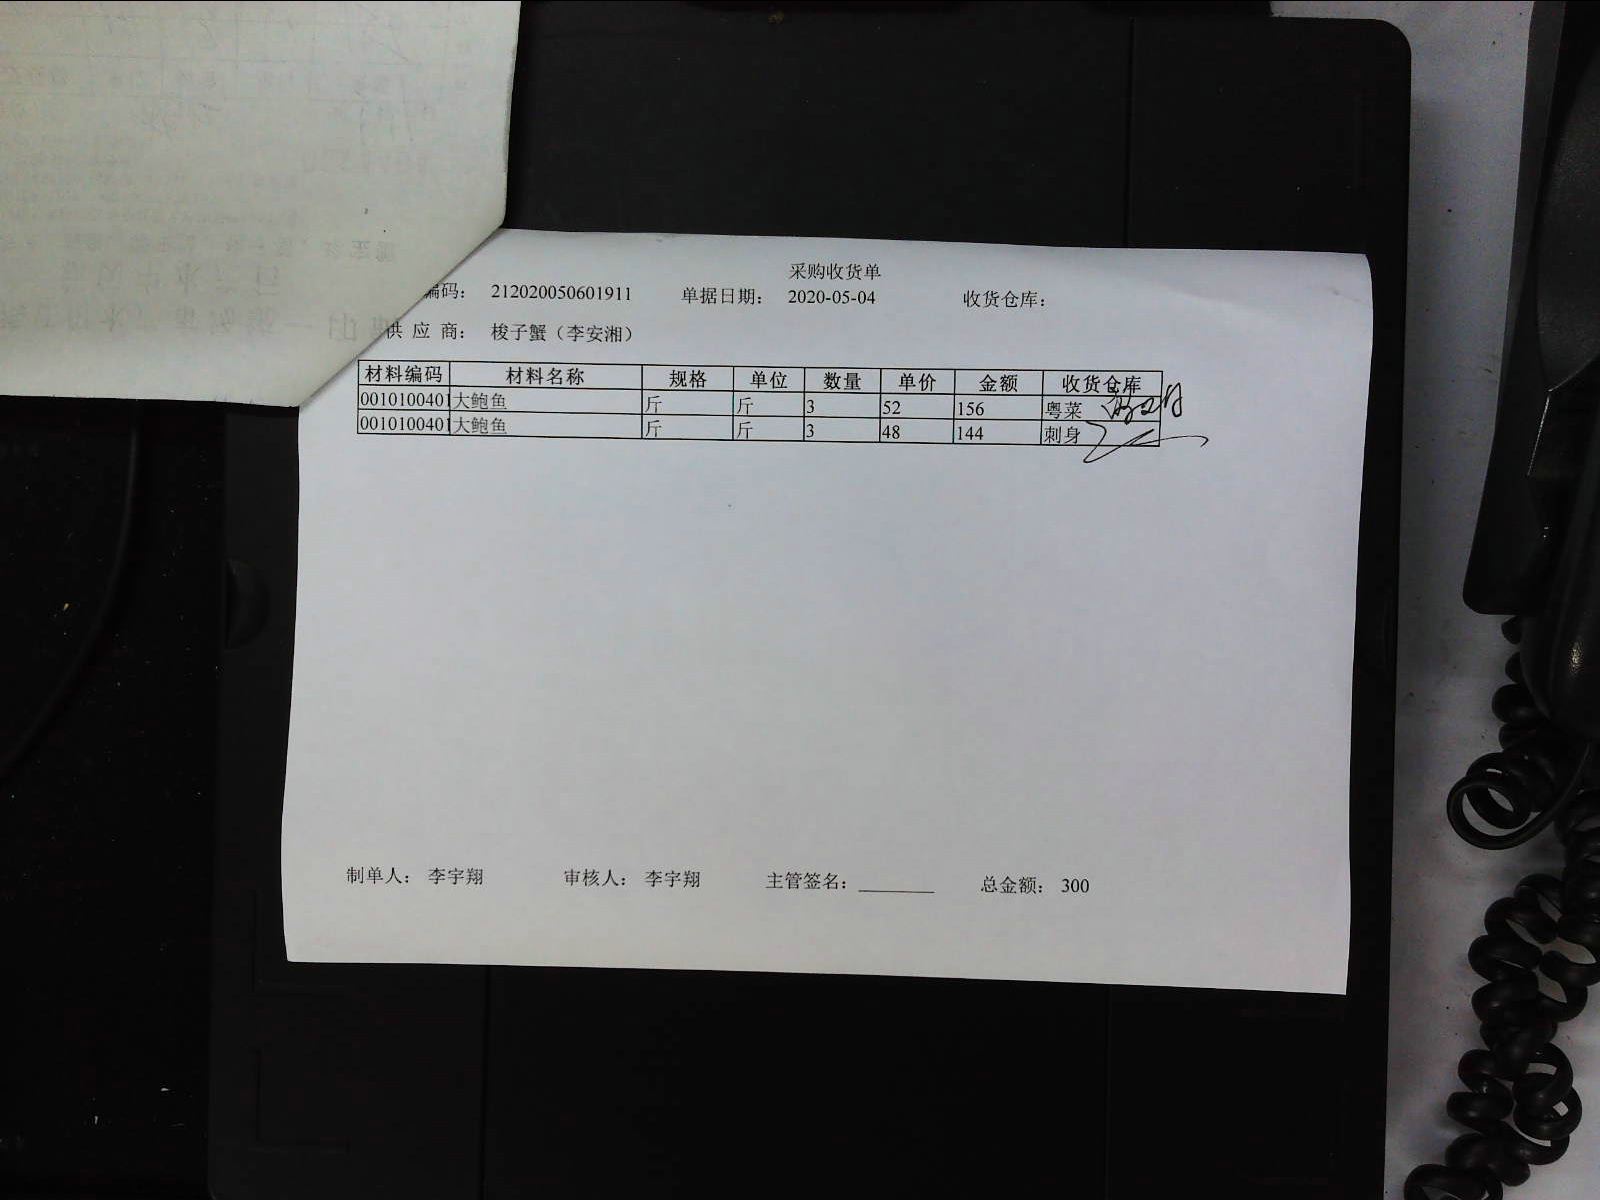 采购收货单
编码： 212020050601911 单据日期： 2020-05-04 收货仓库：
供 应 商： 梭子蟹（李安湘）
材料编码 材料名称 规格 单位 数量 单价 金额 收货仓库
0010100401 大鲍鱼 斤 斤 3 52 156 粤菜
0010100401 大鲍鱼 斤 斤 3 48 144 刺身
制单人： 李宇翔 审核人： 李宇翔 主管签名：________ 总金额： 300